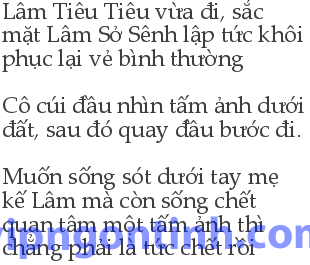 Lâm Tiêu Tiêu vừa đi, sắc
mặt Lâm Sở Sênh lập tức khôi
phục lại vẻ bình thường
Cô cúi đầu nhìn tấm ảnh dưới
đất, sau đó quay đầu bước đi.
Muốn sống sót dưới tay mẹ
kế Lâm mà còn sống chết
quan tâm một tấm ảnh thì
chẳng phải là tức chết rồi
vipngontinh.com